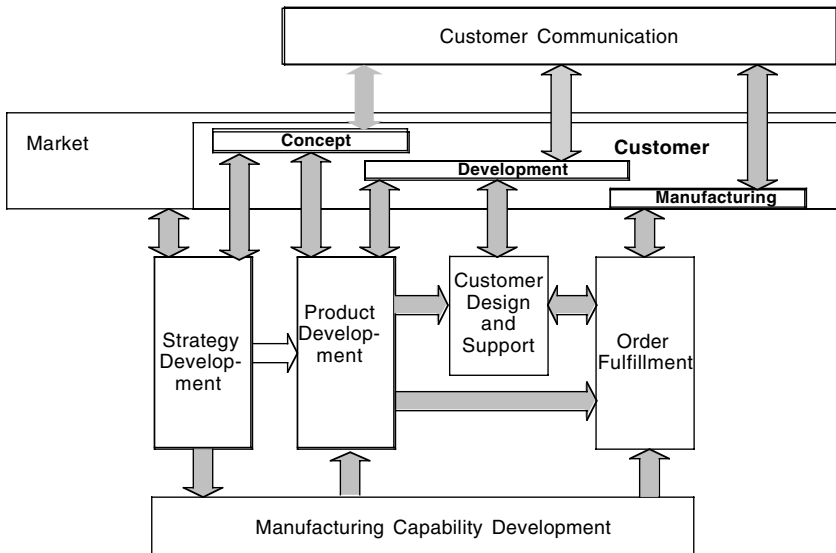 Customer Communication
Market
Concept
Customer
Development
Manufacturing
Strategy
Develop-
ment
Product
Develop-
ment
Customer
Design
and
Support
Order
Fulfillment
Manufacturing Capability Development